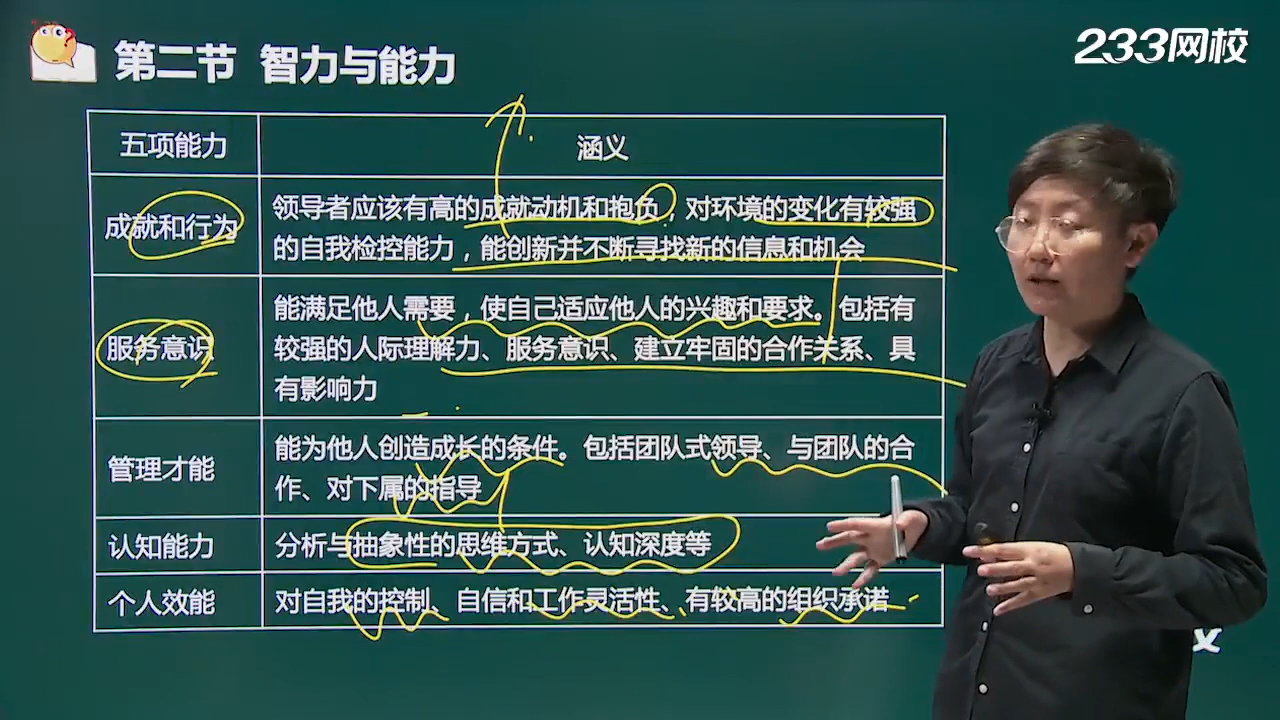 第二节 智力与能力
233网校
五项能力
涵义
成就和行为
领导者应该有高的成就动机和抱负，对环境的变化有较强
的自我检控能力，能创新并不断寻找新的信息和机会
服务意识
能满足他人需要，使自己适应他人的兴趣和要求。包括有
较强的人际理解力、服务意识、建立牢固的合作关系、具
有影响力
管理才能
能为他人创造成长的条件。包括团队式领导、与团队的合
作、对下属的指导
认知能力
分析与抽象性的思维方式、认知深度等
个人效能
对自我的控制、自信和工作灵活性、有较高的组织承诺